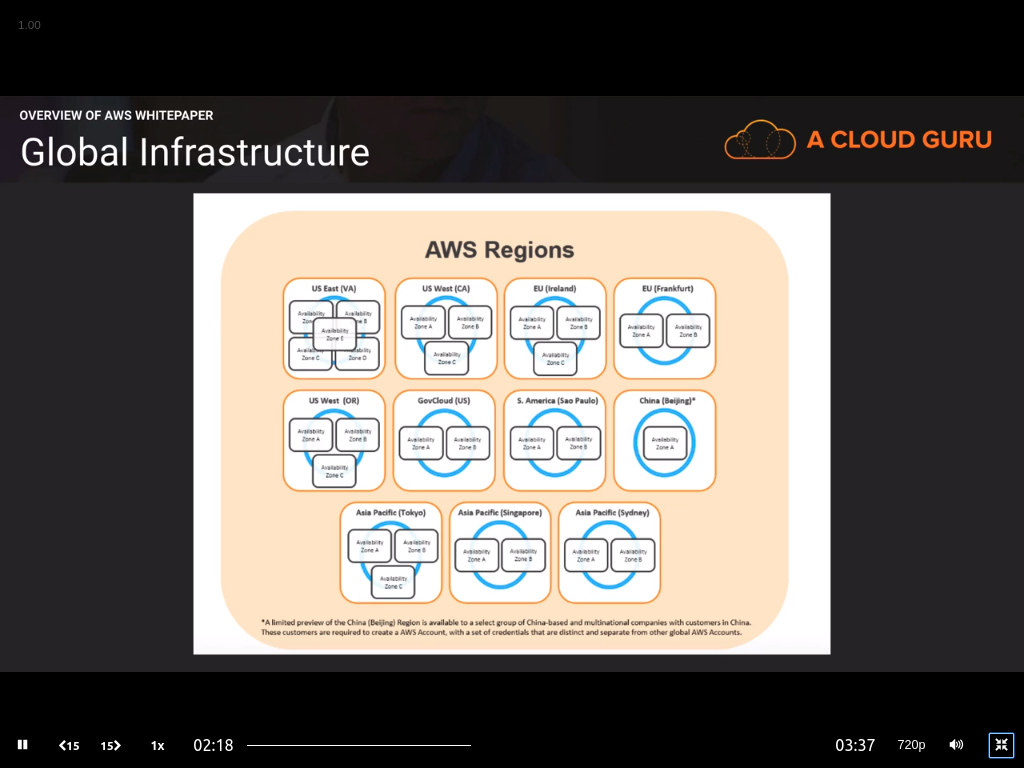 1.00
OVERVIEW OF AWS WHITEPAPER
Global Infrastructure
A CLOUD GURU
AWS Regions
US East (VA)
Availability
Availability
Zone E
Availability
US West (CA)
Availability
Zone A
Availability
Zone B
Availability
Zone C
EU (Ireland)
Availability
Zone A
Availability
Zone B
Availability
Zone C
EU (Frankfurt)
Availability
Zone A
Availability
Zone B
US West (OR)
Availability
Zone A
Availability
Zone B
Availability
Zone C
GovCloud (US)
Availability
Zone A
Availability
Zone B
S. America (Sao Paulo)
Availability
Zone A
Availability
Zone B
China (Beijing)*
Availability
Zone A
Asia Pacific (Tokyo)
Availability
Zone A
Availability
Zone B
Availability
Zone C
Asia Pacific (Singapore)
Availability
Zone A
Availability
Zone B
Asia Pacific (Sydney)
Availability
Zone A
Availability
Zone B
*A limited preview of the China (Beijing) Region is available to a select group of China-based and multinational companies with customers in China.
These customers are required to create a AWS Account, with a set of credentials that are distinct and separate from other global AWS Accounts.
15 15 1x 02:18 03:37 720p